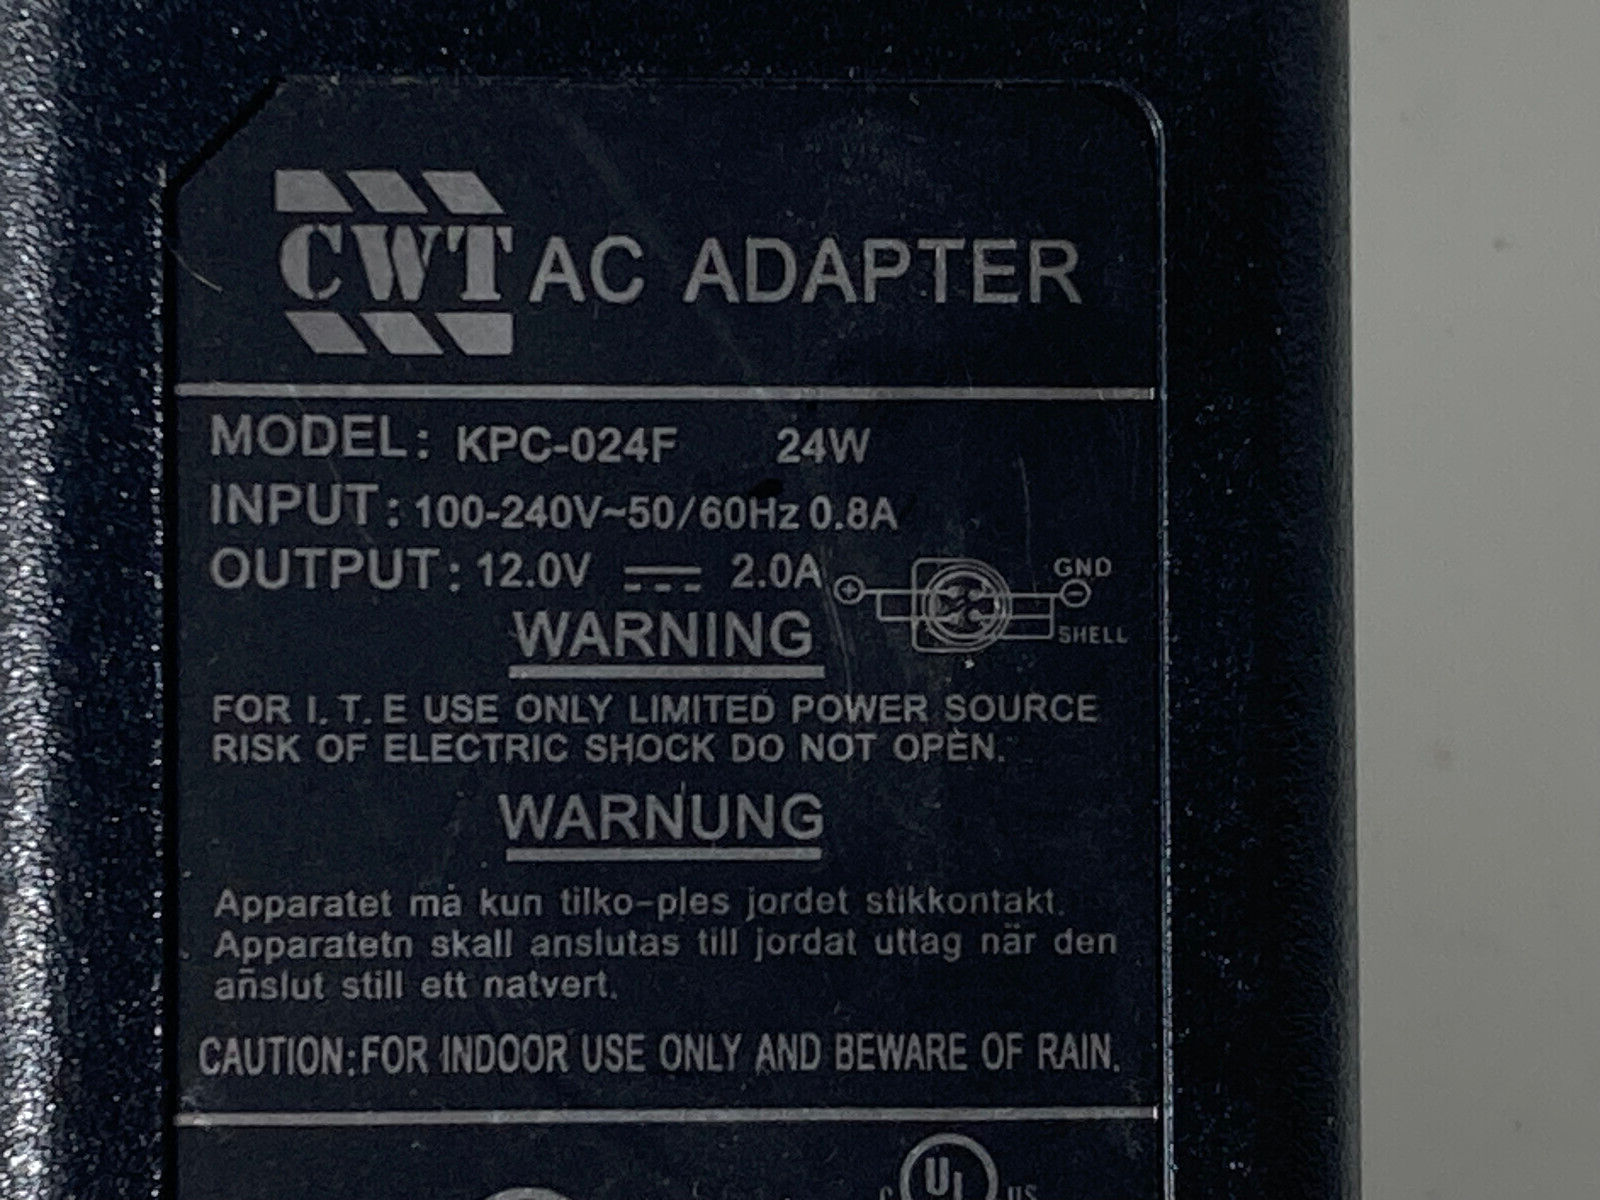 CWT AC ADAPTER
MODEL: KPC-024F 24W
INPUT: 100-240V~50/60Hz 0.8A
OUTPUT: 12.0V 2.0A
GND
SHELL
WARNING
FOR I. T. E USE ONLY LIMITED POWER SOURCE
RISK OF ELECTRIC SHOCK DO NOT OPEN.
WARNUNG
Apparatet må kun tilko-ples jordet stikkontakt.
Apparatetn skall anslutas till jordat uttag när den
anslut still ett natvert.
CAUTION:FOR INDOOR USE ONLY AND BEWARE OF RAIN.
C UL US